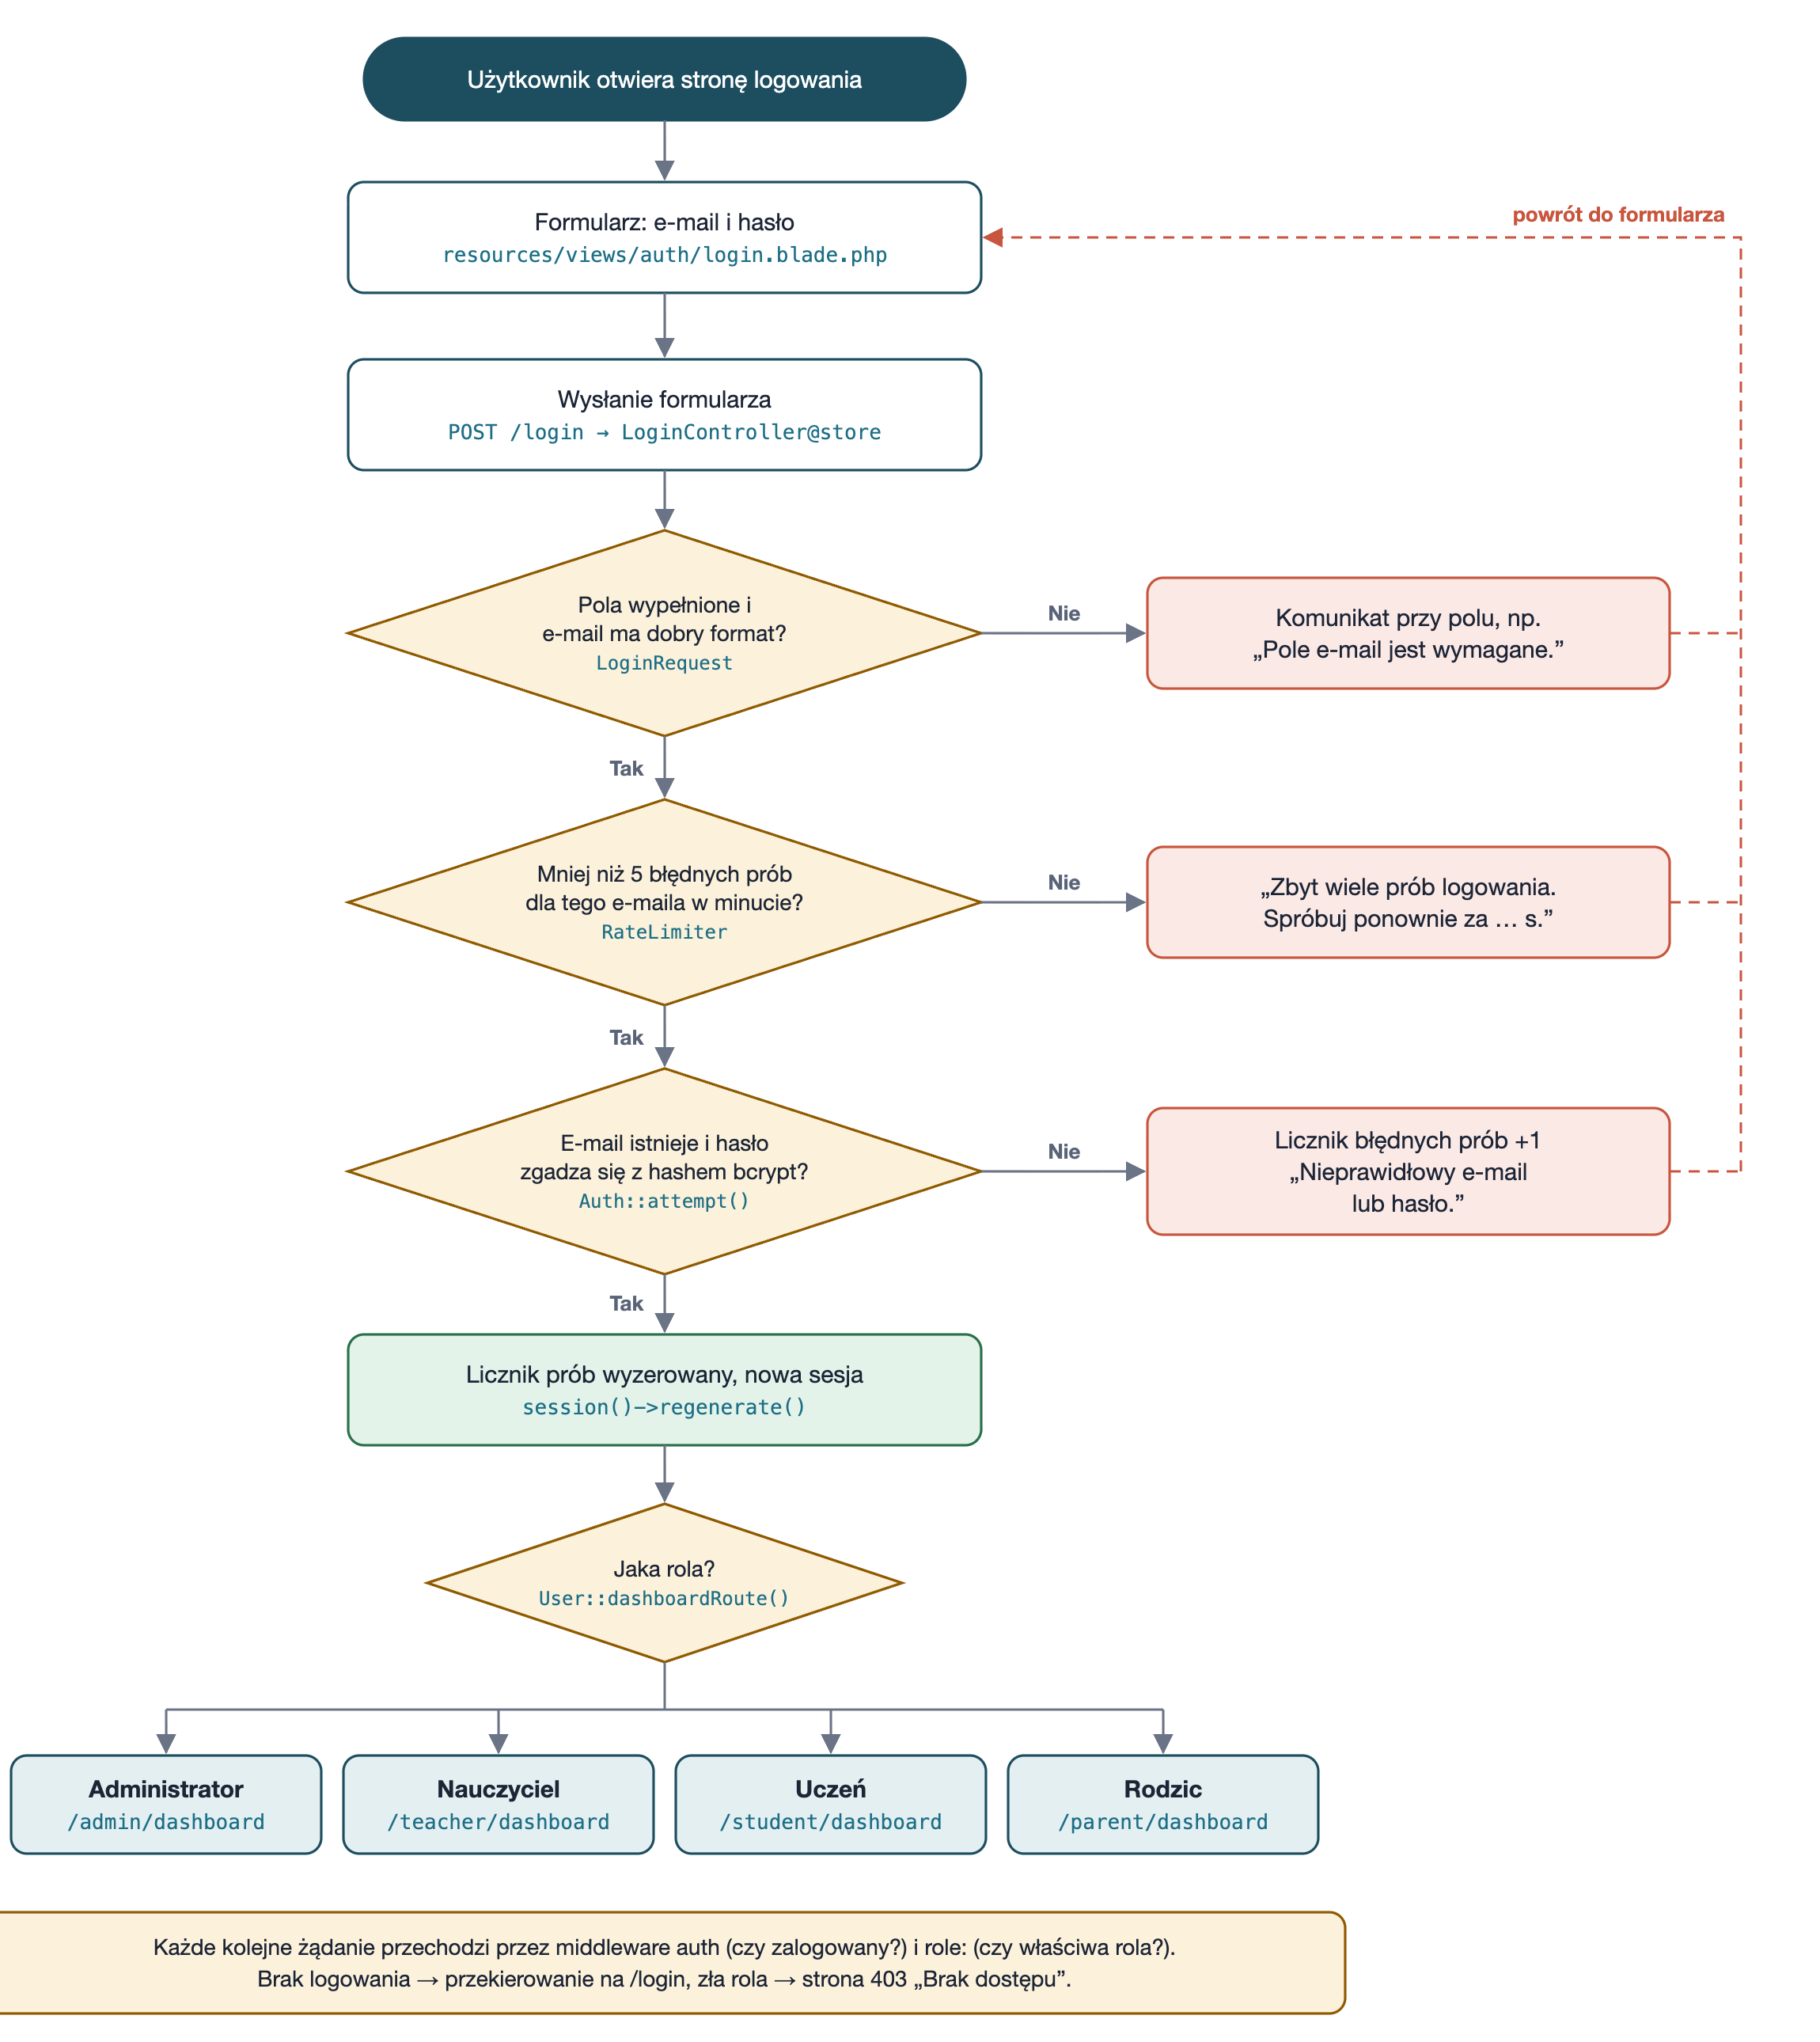 Użytkownik otwiera stronę logowania
powrót do formularza
Formularz: e-mail i hasło
resources/views/auth/login.blade.php
Wysłanie formularza
POST /login → LoginController@store
Pola wypełnione i
e-mail ma dobry format?
LoginRequest
Nie
Komunikat przy polu, np.
„Pole e-mail jest wymagane.”
Tak
Mniej niż 5 błędnych prób
dla tego e-maila w minucie?
RateLimiter
Nie
„Zbyt wiele prób logowania.
Spróbuj ponownie za … s.”
Tak
E-mail istnieje i hasło
zgadza się z hashem bcrypt?
Auth::attempt()
Nie
Licznik błędnych prób +1
„Nieprawidłowy e-mail
lub hasło.”
Tak
Licznik prób wyzerowany, nowa sesja
session()->regenerate()
Jaka rola?
User::dashboardRoute()
Administrator
/admin/dashboard
Nauczyciel
/teacher/dashboard
Uczeń
/student/dashboard
Rodzic
/parent/dashboard
Każde kolejne żądanie przechodzi przez middleware auth (czy zalogowany?) i role: (czy właściwa rola?).
Brak logowania → przekierowanie na /login, zła rola → strona 403 „Brak dostępu”.